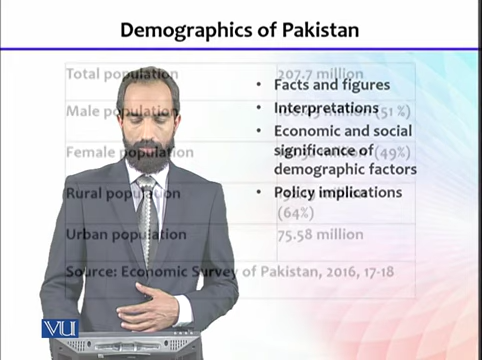 Demographics of Pakistan
Total population 207.7 million
• Facts and figures
Male population (51 %)
• Interpretations
• Economic and social
significance of
demographic factors
Female population (49%)
• Policy implications
Rural population
(64%)
Urban population 75.58 million
Source: Economic Survey of Pakistan, 2016, 17-18
VU